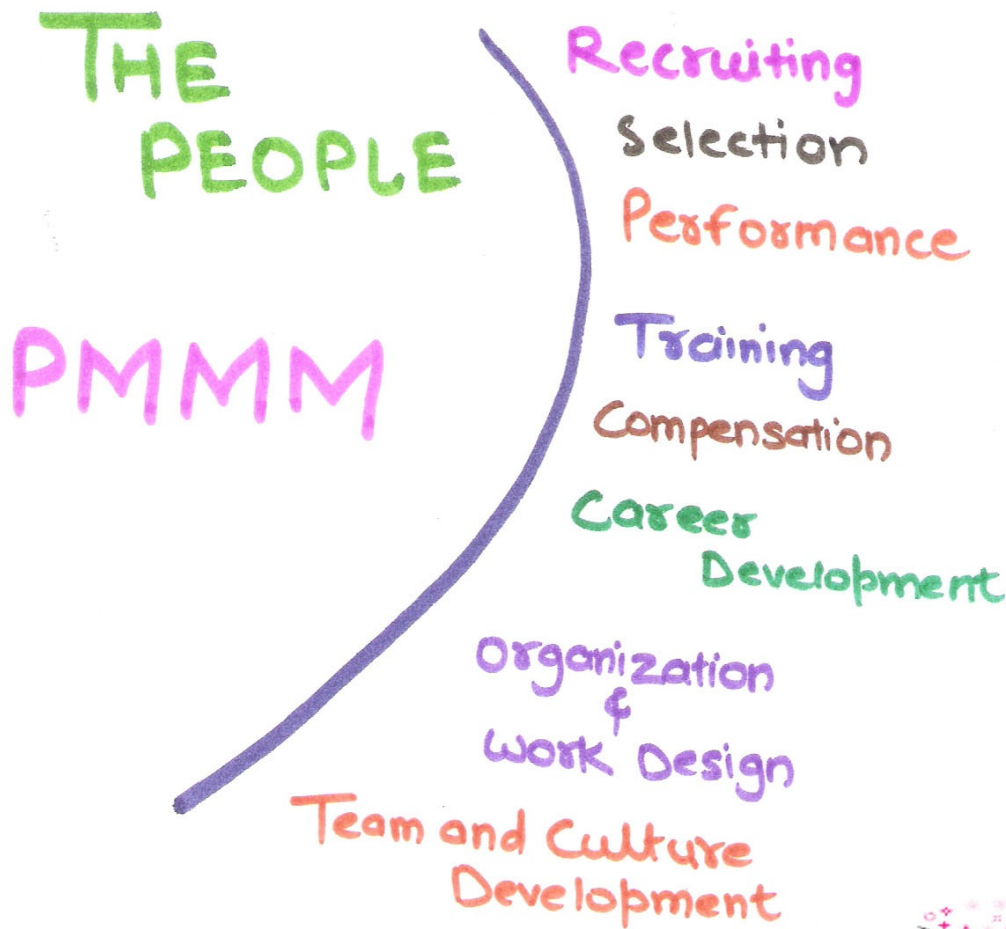 THE
PEOPLE
PMMM
Recruiting
Selection
Performance
Training
Compensation
Career
Development
Organization
&
Work Design
Team and Culture
Development